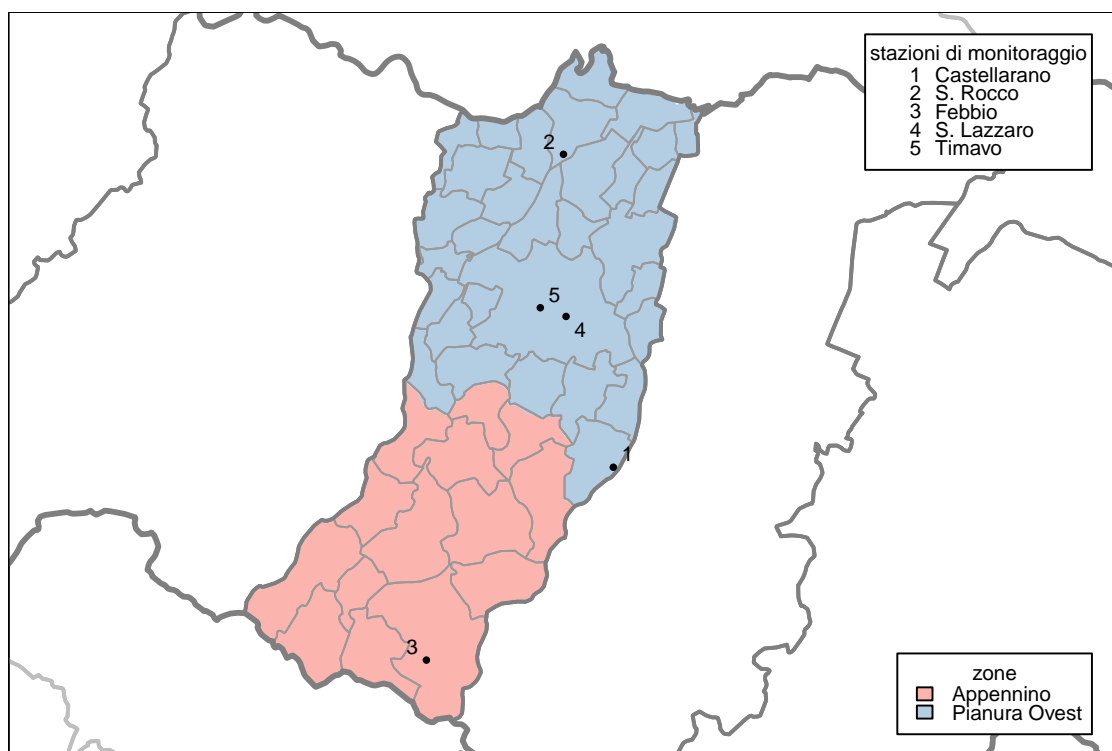 stazioni di monitoraggio
1 Castellarano
2 S. Rocco
3 Febbio
4 S. Lazzaro
5 Timavo
2
5
4
1
3
zone
Appennino
Pianura Ovest